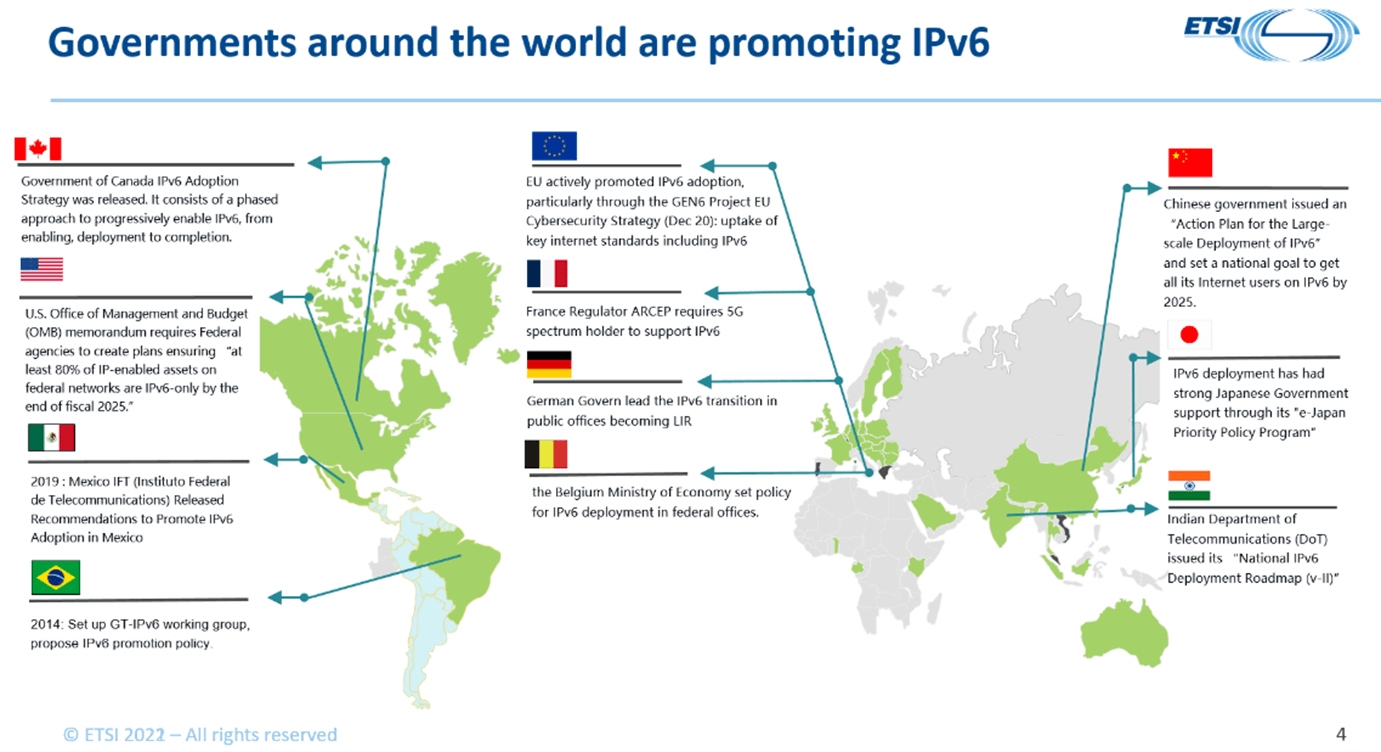 Governments around the world are promoting IPv6
ETSI
Government of Canada IPv6 Adoption
Strategy was released. It consists of a phased
approach to progressively enable IPv6, from
enabling, deployment to completion.
U.S. Office of Management and Budget
(OMB) memorandum requires Federal
agencies to create plans ensuring “at
least 80% of IP-enabled assets on
federal networks are IPv6-only by the
end of fiscal 2025.”
2019 : Mexico IFT (Instituto Federal
de Telecommunications) Released
Recommendations to Promote IPv6
Adoption in Mexico
2014: Set up GT-IPv6 working group,
propose IPv6 promotion policy.
EU actively promoted IPv6 adoption,
particularly through the GEN6 Project EU
Cybersecurity Strategy (Dec 20): uptake of
key internet standards including IPv6
France Regulator ARCEP requires 5G
spectrum holder to support IPv6
German Govern lead the IPv6 transition in
public offices becoming LIR
the Belgium Ministry of Economy set policy
for IPv6 deployment in federal offices.
Chinese government issued an
“Action Plan for the Large-
scale Deployment of IPv6”
and set a national goal to get
all its Internet users on IPv6 by
2025.
IPv6 deployment has had
strong Japanese Government
support through its "e-Japan
Priority Policy Program”
Indian Department of
Telecommunications (DoT)
issued its “National IPv6
Deployment Roadmap (v-II)”
© ETSI – All rights reserved
4